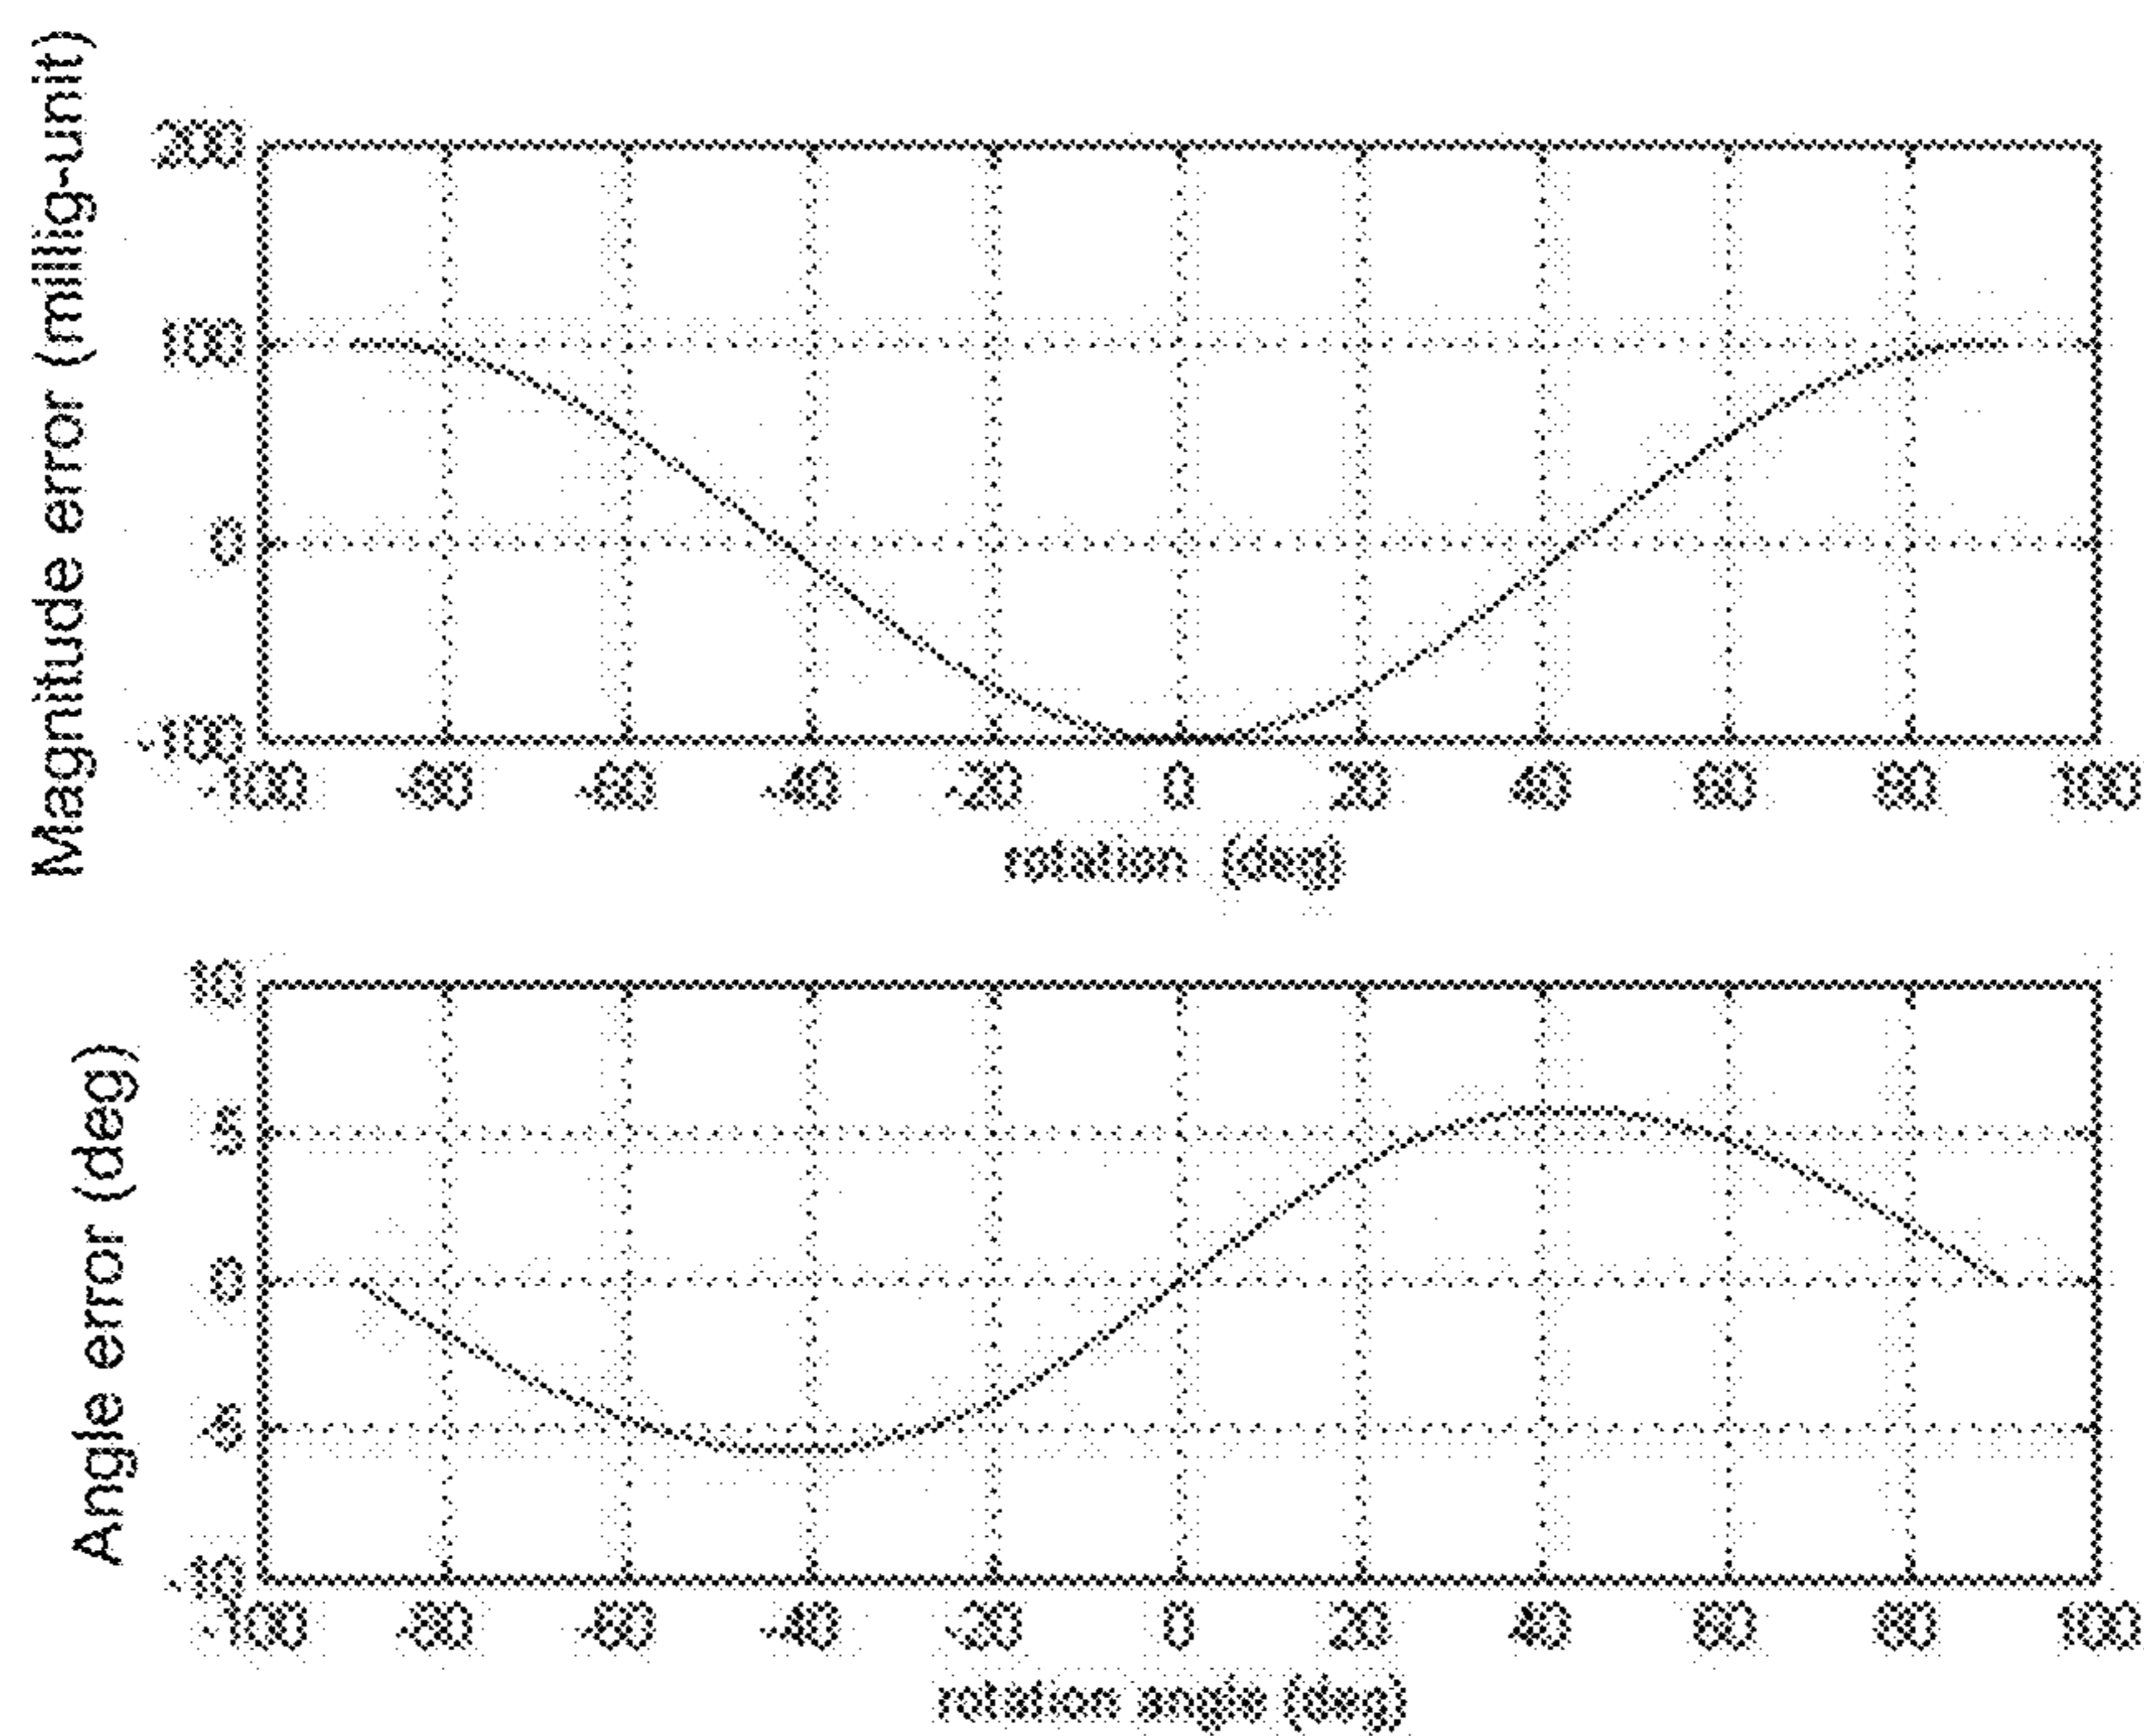 Magnitude error (millig-unit)
200
100
0
-100
-100 -80 -60 -40 -20 0 20 40 60 80 100
rotation (deg)
Angle error (deg)
10
5
0
-5
-10
-100 -80 -60 -40 -20 0 20 40 60 80 100
rotation angle (deg)